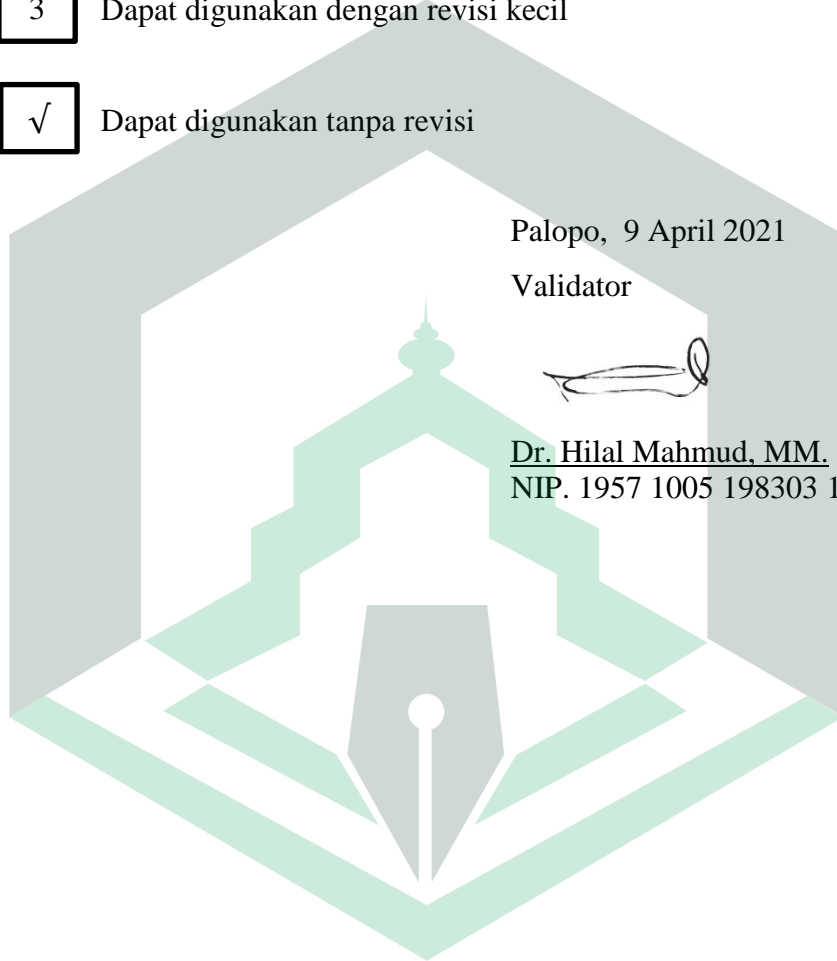 3 Dapat digunakan dengan revisi kecil
√ Dapat digunakan tanpa revisi
Palopo, 9 April 2021
Validator
Dr. Hilal Mahmud, MM.
NIP. 1957 1005 198303 1